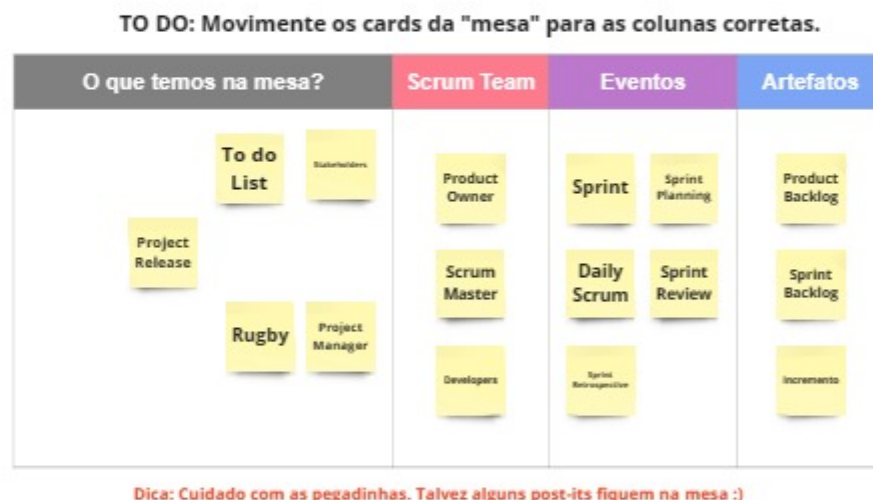 TO DO: Movimente os cards da "mesa" para as colunas corretas.
O que temos na mesa?
Scrum Team
Eventos
Artefatos
To do
List
Stakeholders
Project
Release
Rugby
Project
Manager
Product
Owner
Scrum
Master
Developers
Sprint
Sprint
Planning
Daily
Scrum
Sprint
Review
Sprint
Retrospective
Product
Backlog
Sprint
Backlog
Incremento
Dica: Cuidado com as pegadinhas. Talvez alguns post-its fiquem na mesa :)